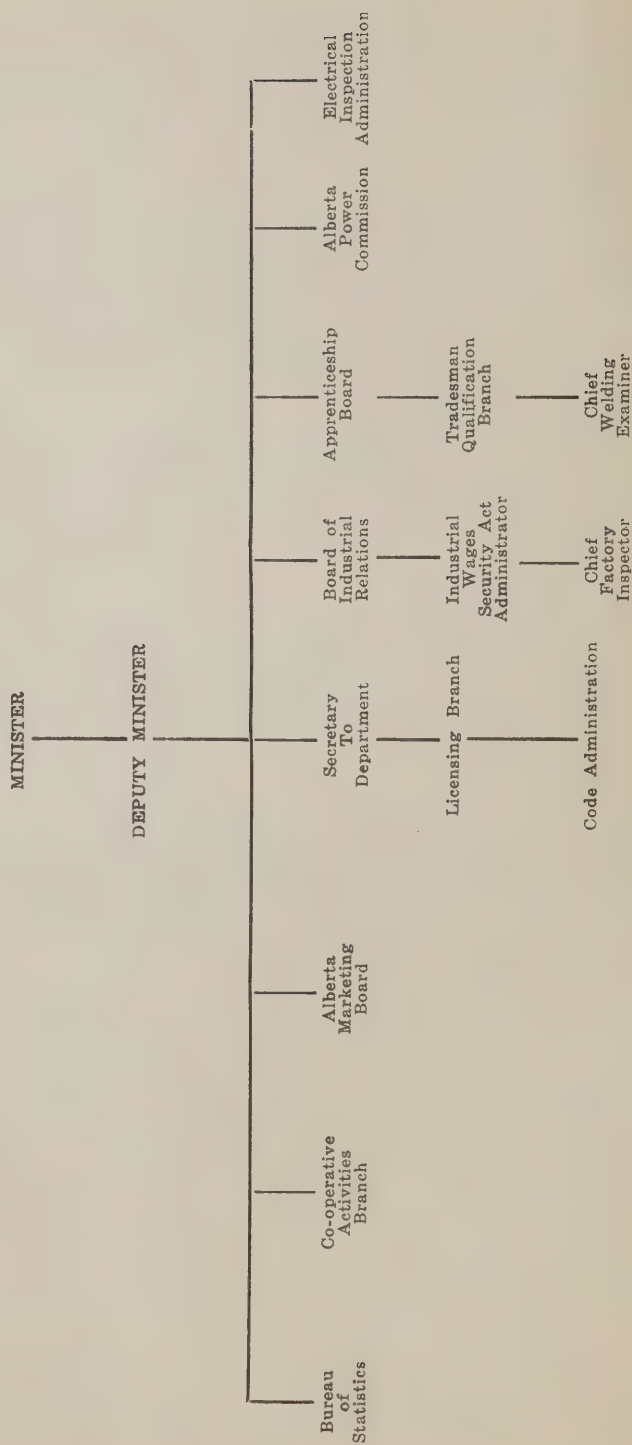 MINISTER
DEPUTY MINISTER
Bureau
of
Statistics
Co-operative
Activities
Branch
Alberta
Marketing
Board
Secretary
To
Department
Board of
Industrial
Relations
Apprenticeship
Board
Alberta
Power
Commission
Electrical
Inspection
Administration
Licensing Branch
Industrial
Wages
Security Act
Administrator
Tradesman
Qualification
Branch
Code Administration
Chief
Factory
Inspector
Chief
Welding
Examiner